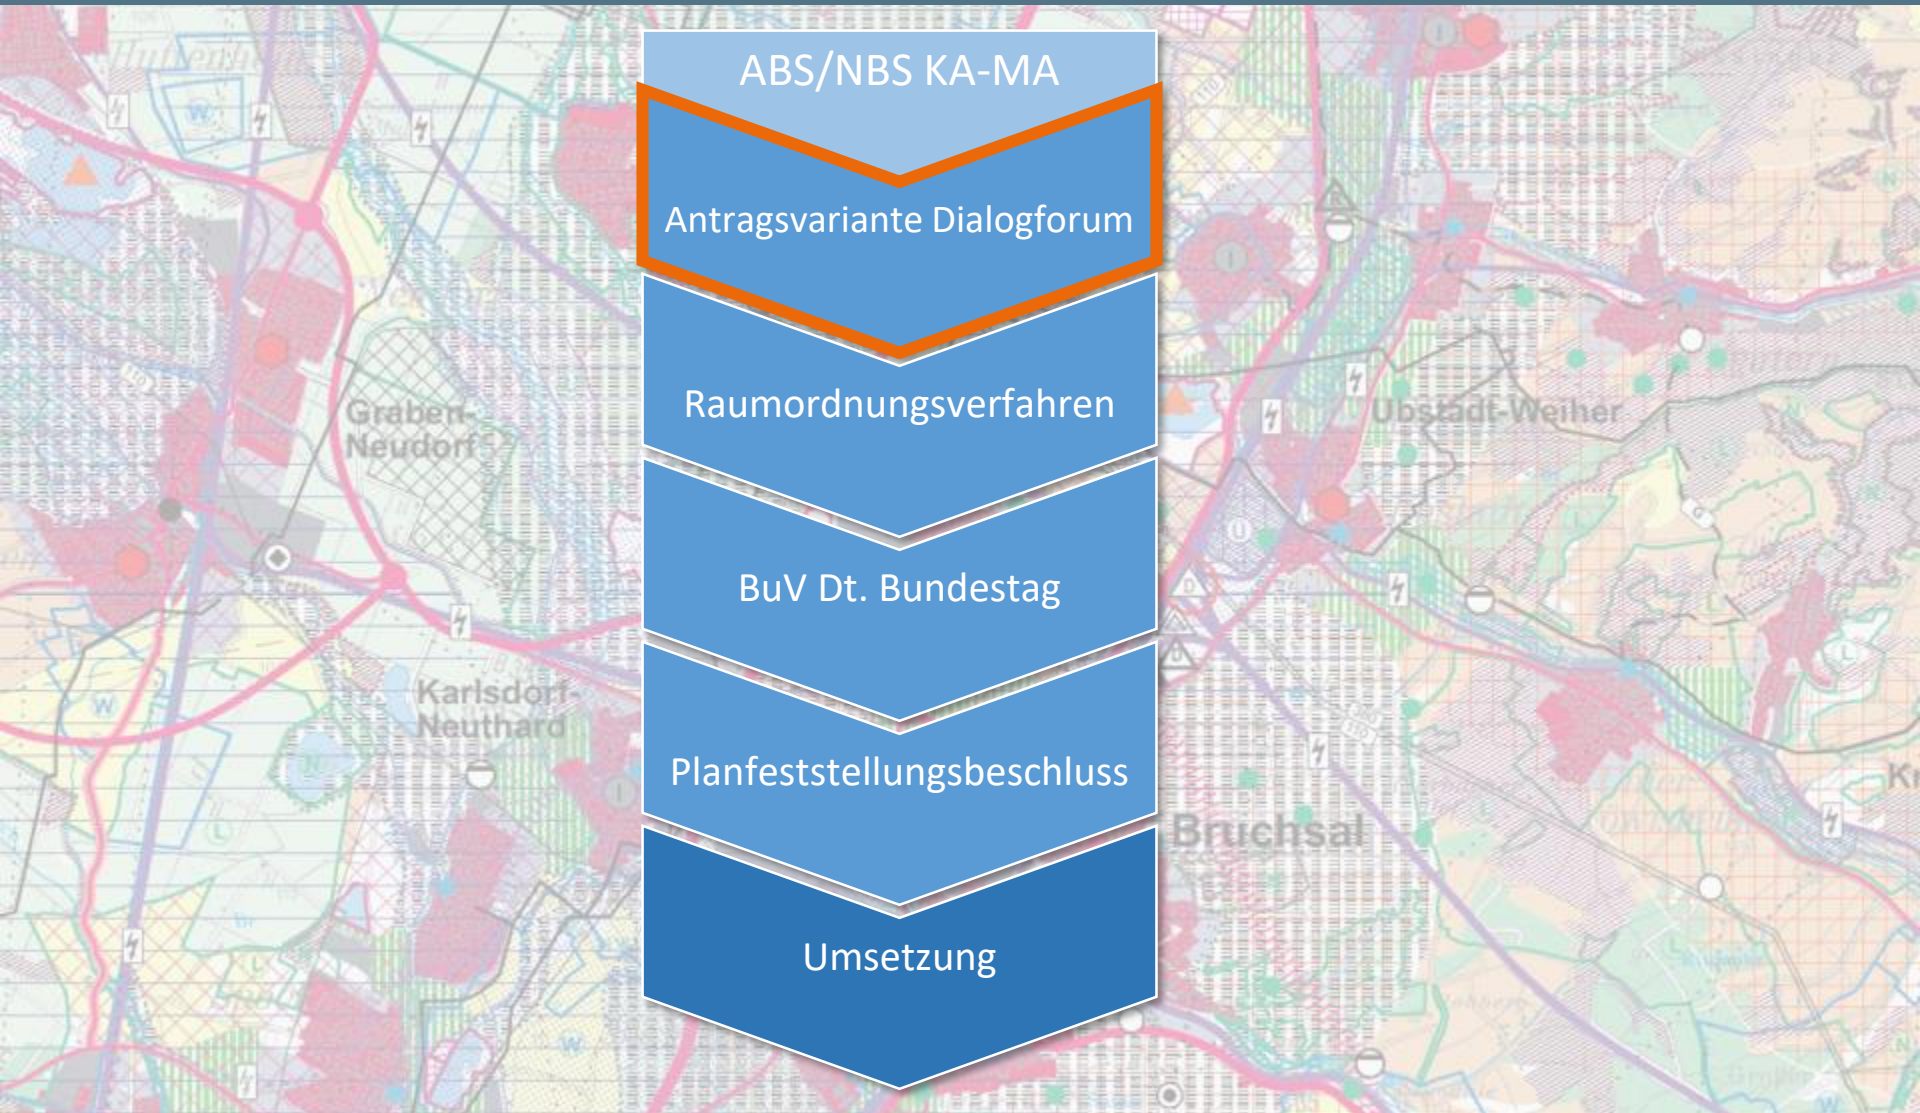 ABS/NBS KA-MA
Antragsvariante Dialogforum
Raumordnungsverfahren
BuV Dt. Bundestag
Planfeststellungsbeschluss
Umsetzung
Graben-
Neudorf
Ubstadt-Weiher
Karlsdorf-
Neuthard
Bruchsal